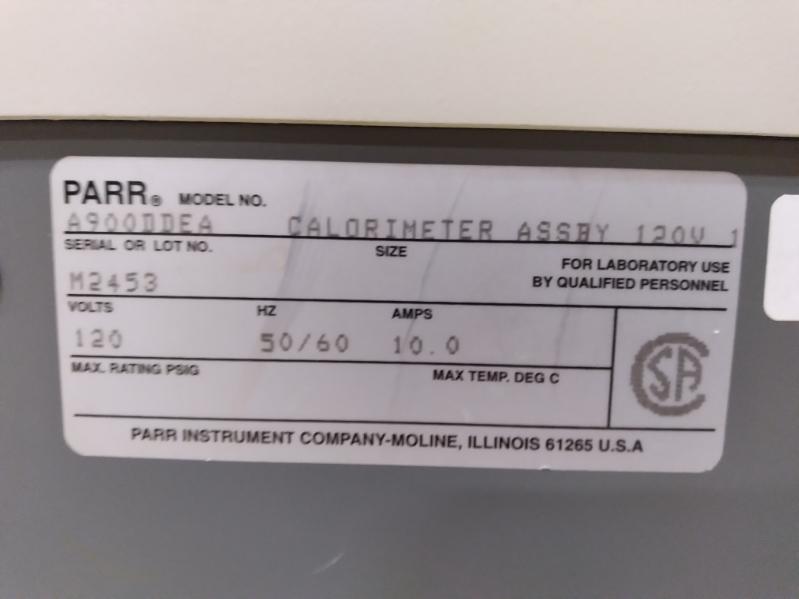 PARR® MODEL NO.
A900DDEA CALORIMETER ASSBY 120V 1
SERIAL OR LOT NO. SIZE
FOR LABORATORY USE
M2453 BY QUALIFIED PERSONNEL
VOLTS HZ AMPS
120 50/60 10.0
MAX. RATING PSIG MAX TEMP. DEG C
CSA
PARR INSTRUMENT COMPANY-MOLINE, ILLINOIS 61265 U.S.A